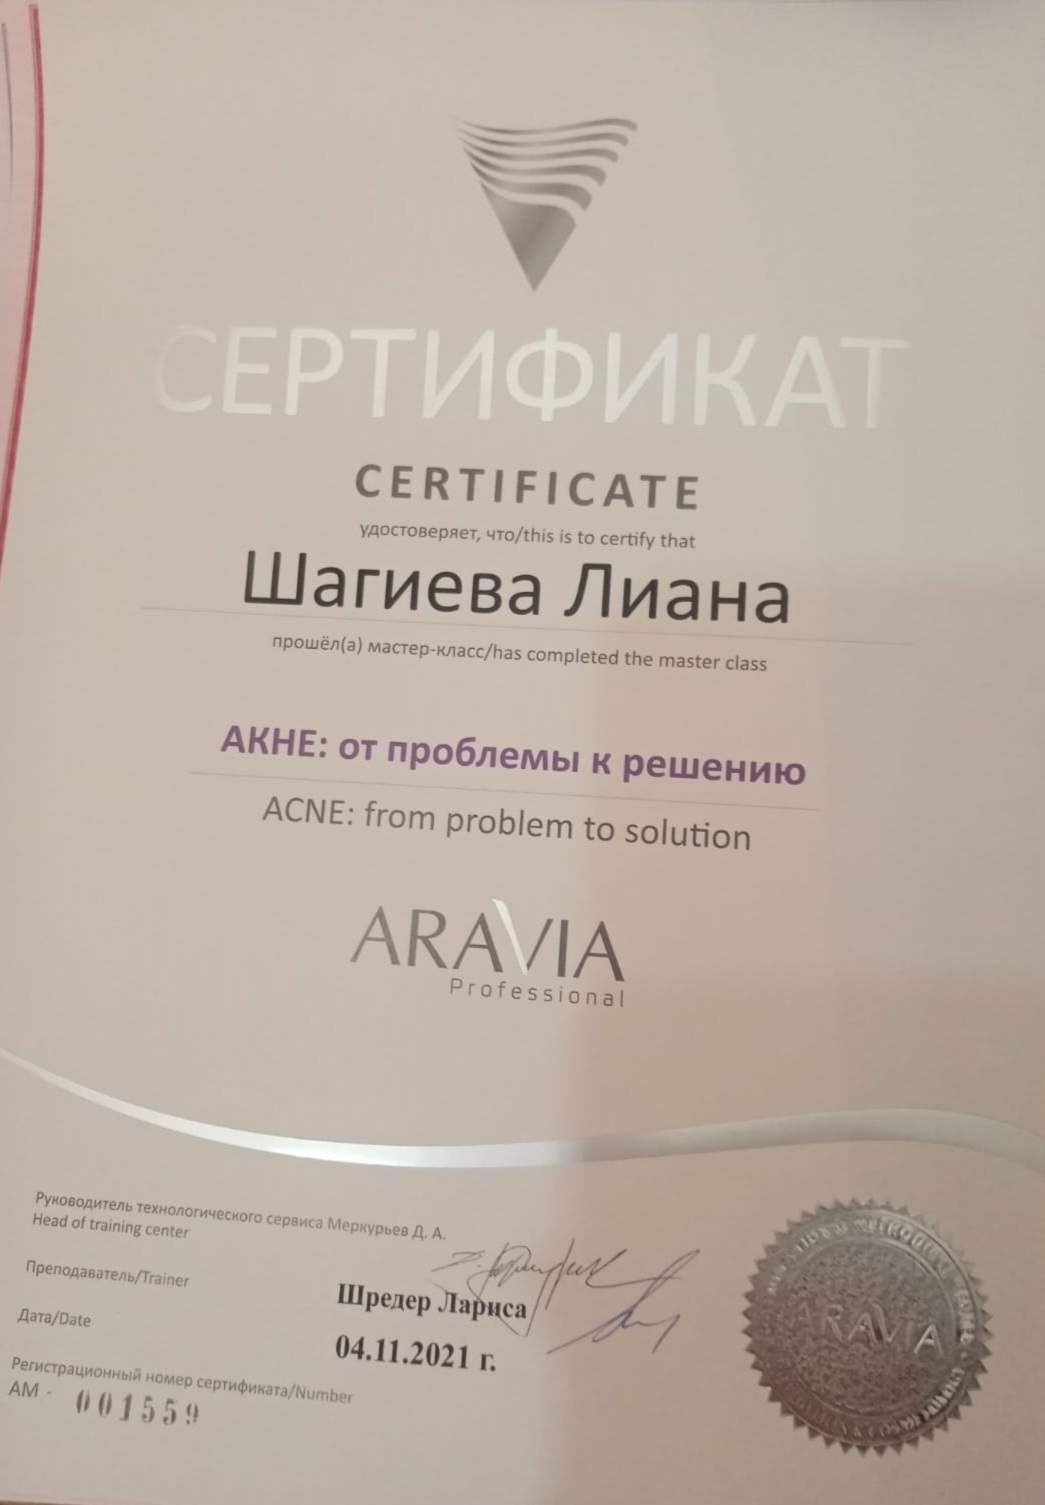 СЕРТИФИКАТ
CERTIFICATE
удостоверяет, что/this is to certify that
Шагиева Лиана
прошёл(а) мастер-класс/has completed the master class
АКНЕ: от проблемы к решению
ACNE: from problem to solution
ARAVIA
Professional
Руководитель технологического сервиса Меркурьев Д. А.
Head of training center
Преподаватель/Trainer
Шредер Лариса
Дата/Date
04.11.2021 г.
Регистрационный номер сертификата/Number
АМ - 001559
ARAVIA